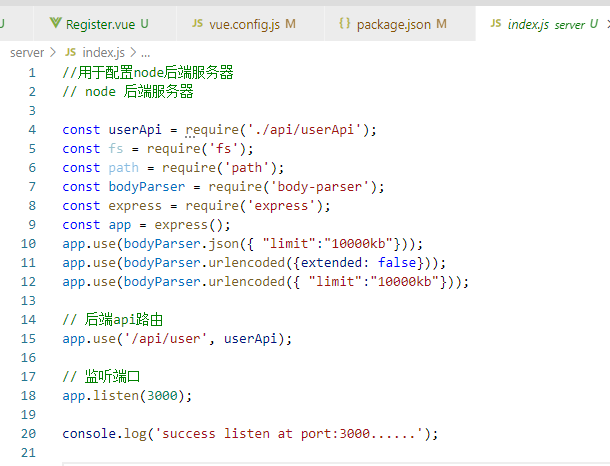 U Register.vue U JS vue.config.js M {} package.json M JS index.js server U
server > JS index.js > ...
1 //用于配置node后端服务器
2 // node 后端服务器
3
4 const userApi = require('./api/userApi');
5 const fs = require('fs');
6 const path = require('path');
7 const bodyParser = require('body-parser');
8 const express = require('express');
9 const app = express();
10 app.use(bodyParser.json({ "limit":"10000kb"}));
11 app.use(bodyParser.urlencoded({extended: false}));
12 app.use(bodyParser.urlencoded({ "limit":"10000kb"}));
13
14 // 后端api路由
15 app.use('/api/user', userApi);
16
17 // 监听端口
18 app.listen(3000);
19
20 console.log('success listen at port:3000......');
21